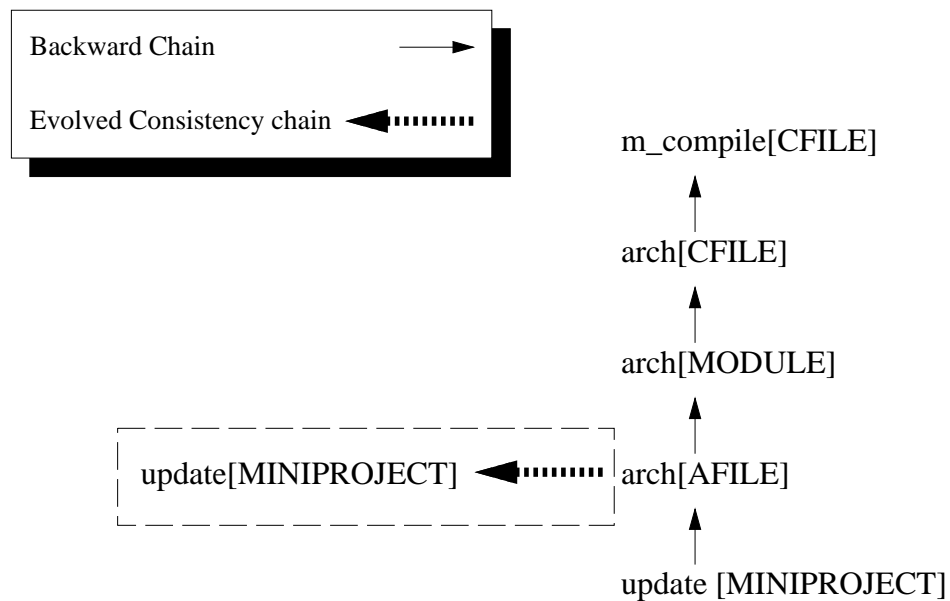 Backward Chain
Evolved Consistency chain
m_compile[CFILE]
arch[CFILE]
arch[MODULE]
update[MINIPROJECT]
arch[AFILE]
update [MINIPROJECT]